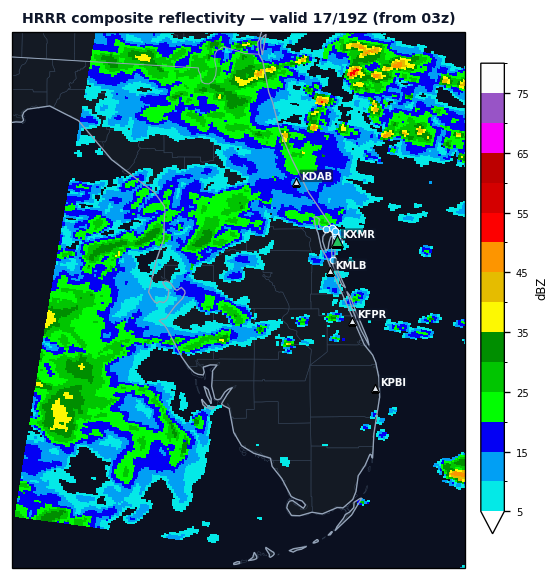 HRRR composite reflectivity — valid 17/19Z (from 03z)
KDAB
KXMR
KMLB
KFPR
KPBI
75
65
55
45
35
25
15
5
dBZ